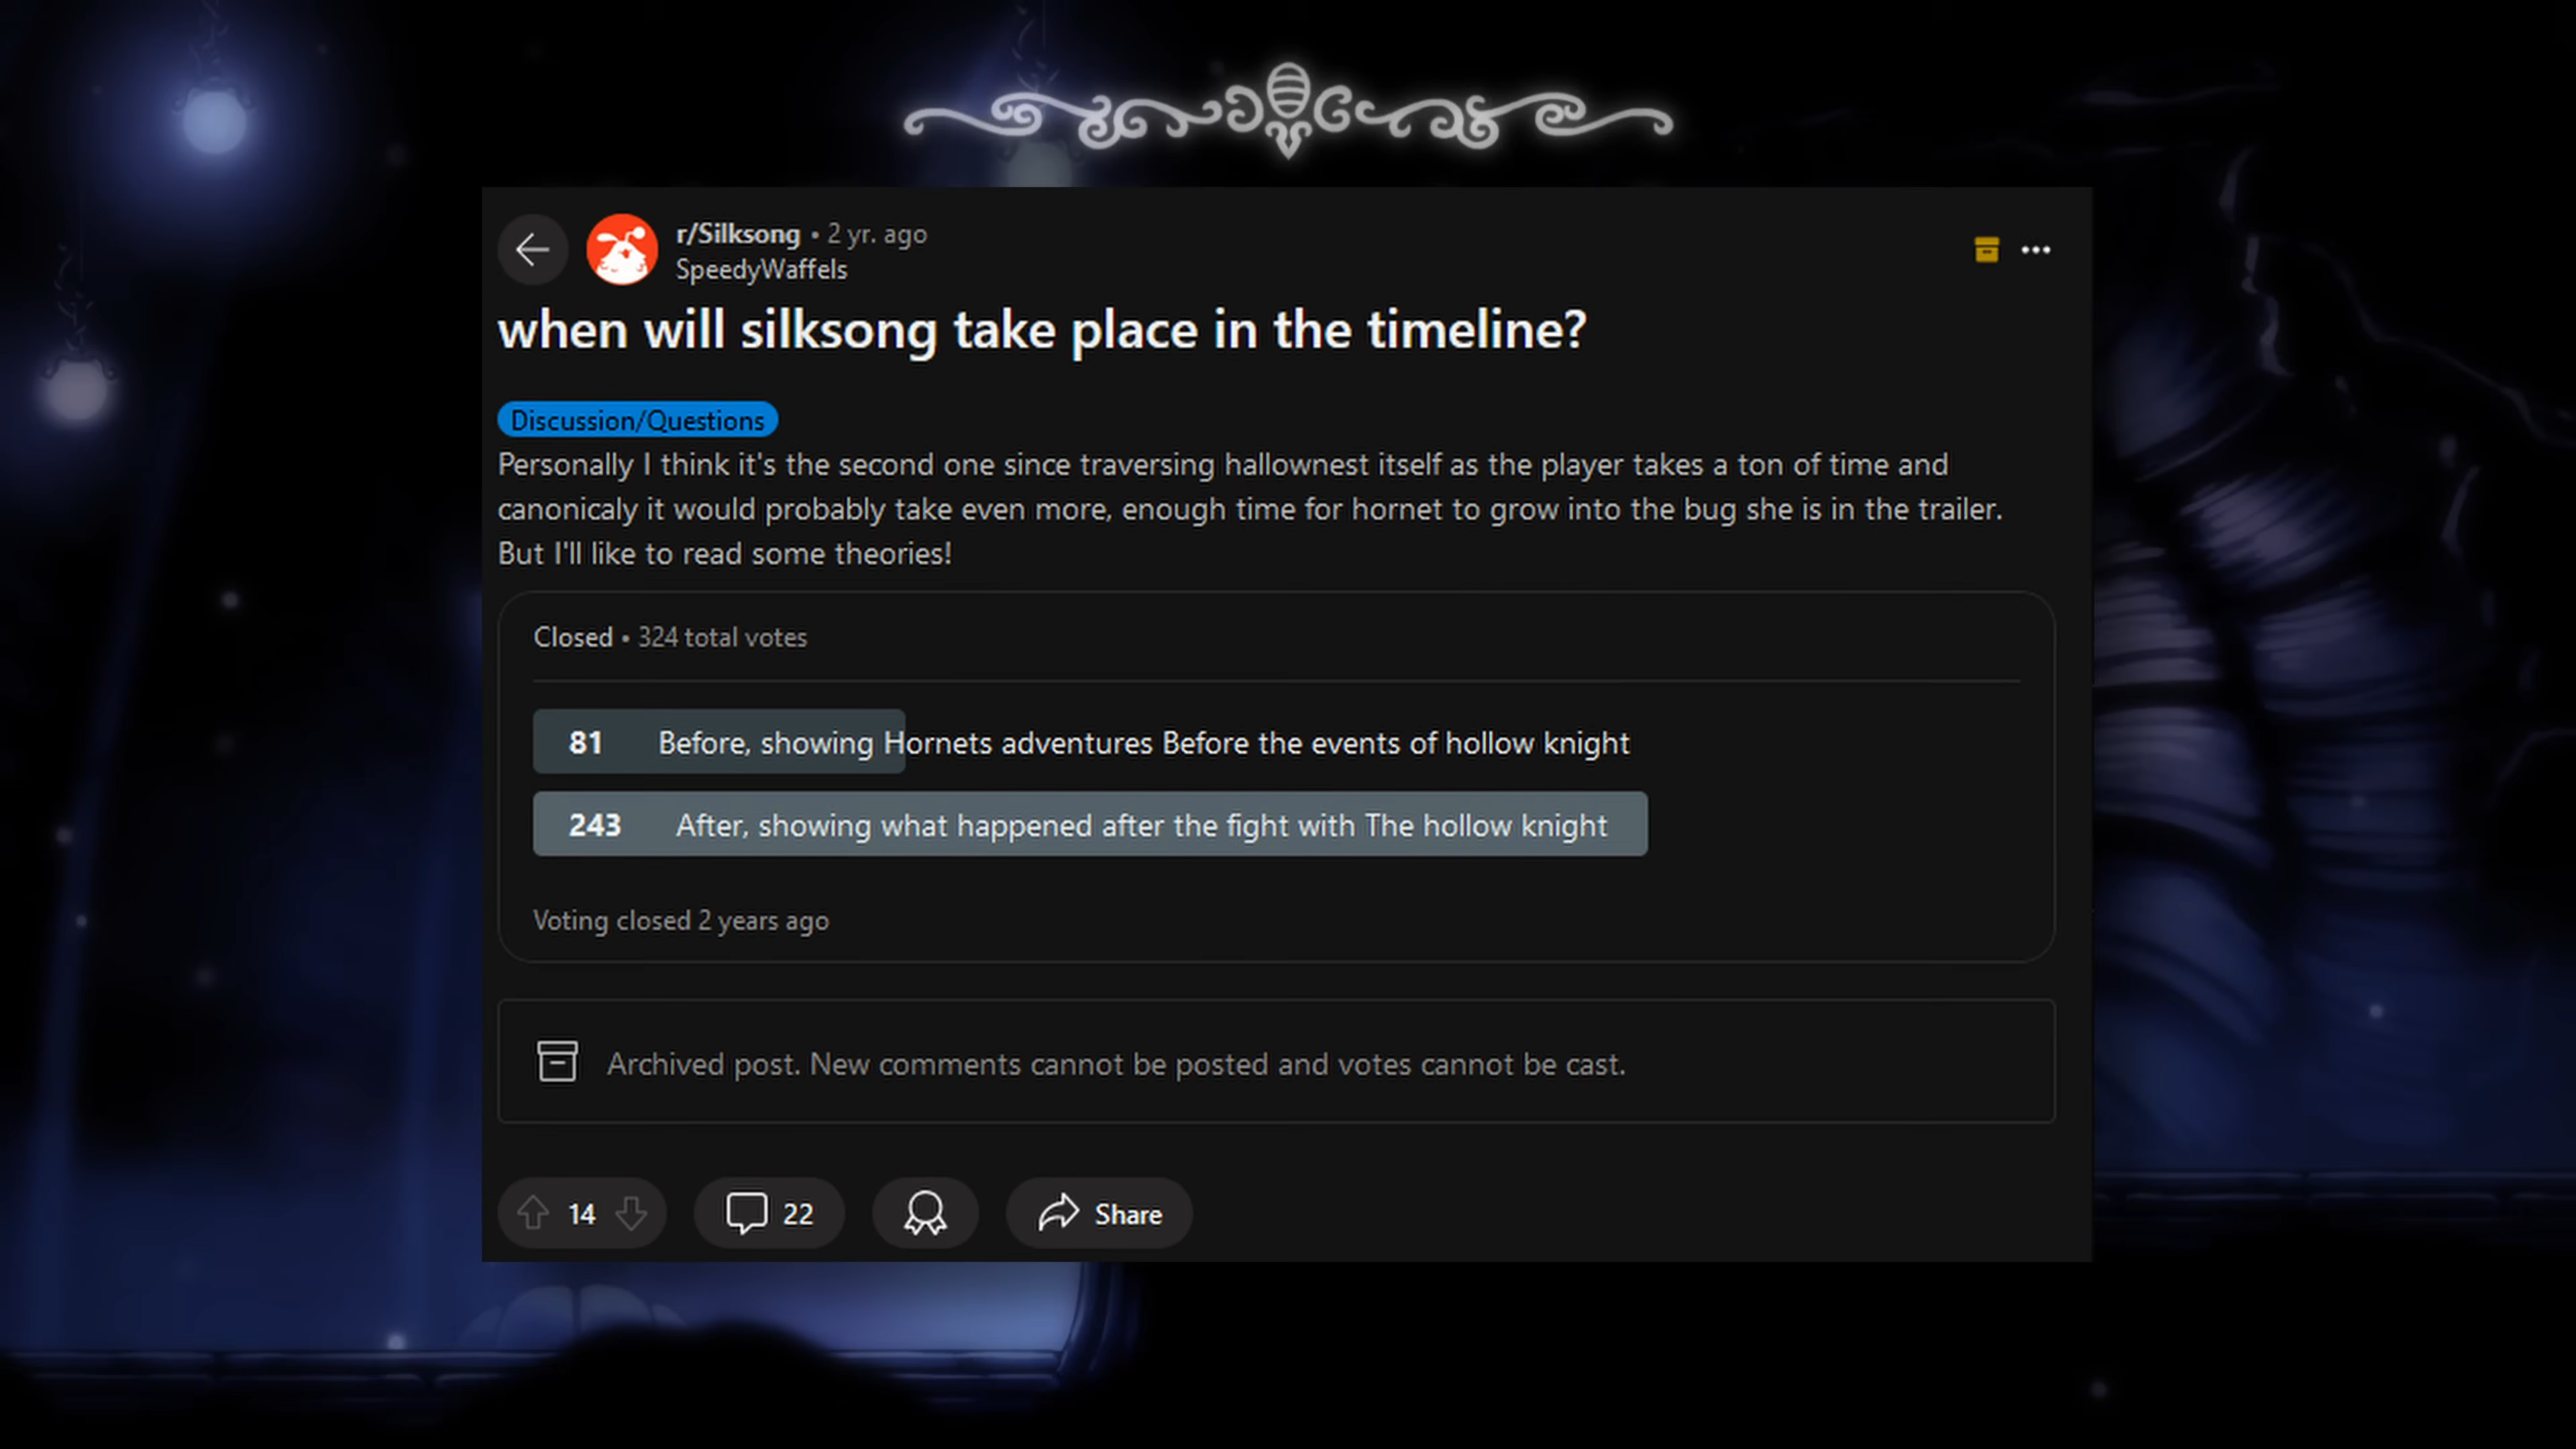 r/Silksong • 2 yr. ago
SpeedyWaffels
when will silksong take place in the timeline?
Discussion/Questions
Personally I think it's the second one since traversing hallownest itself as the player takes a ton of time and
canonicaly it would probably take even more, enough time for hornet to grow into the bug she is in the trailer.
But I'll like to read some theories!
Closed • 324 total votes
81 Before, showing Hornets adventures Before the events of hollow knight
243 After, showing what happened after the fight with The hollow knight
Voting closed 2 years ago
Archived post. New comments cannot be posted and votes cannot be cast.
14 22 Share